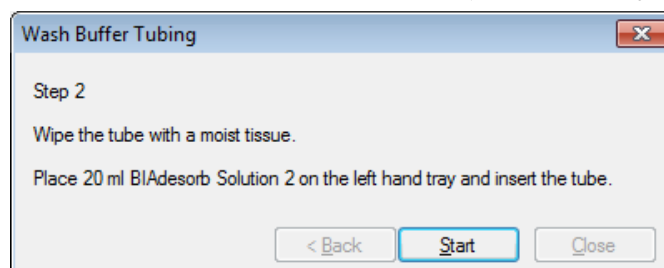 Wash Buffer Tubing
Step 2
Wipe the tube with a moist tissue.
Place 20 ml BIAdesorb Solution 2 on the left hand tray and insert the tube.
< Back Start Close